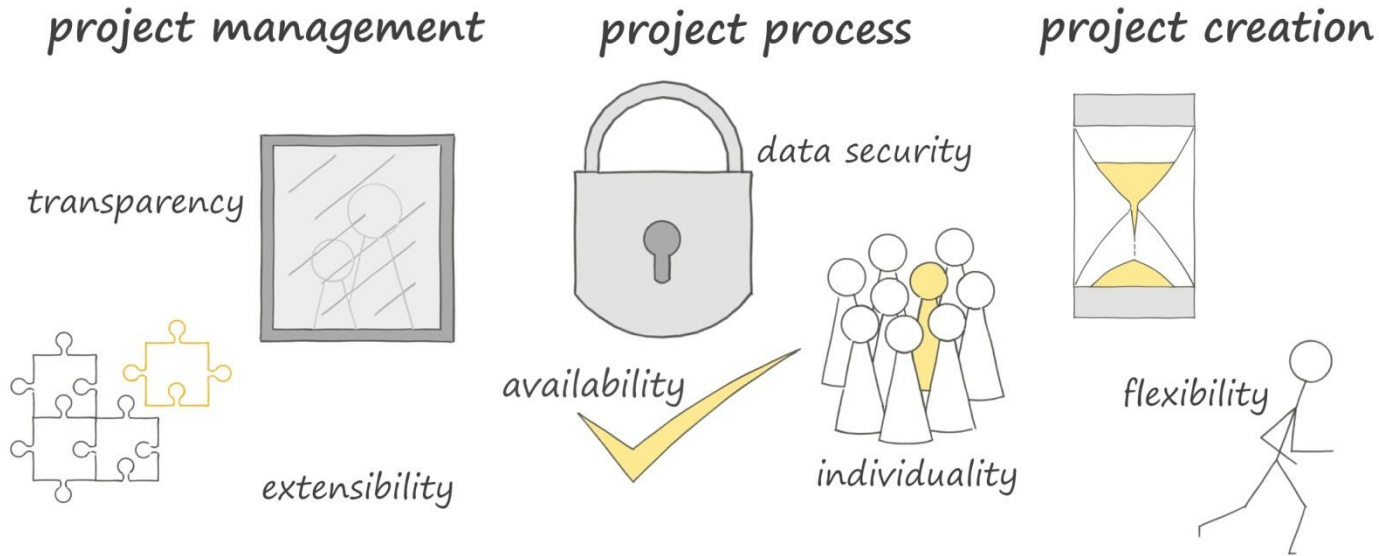 project management
project process
project creation
transparency
data security
availability
flexibility
extensibility
individuality